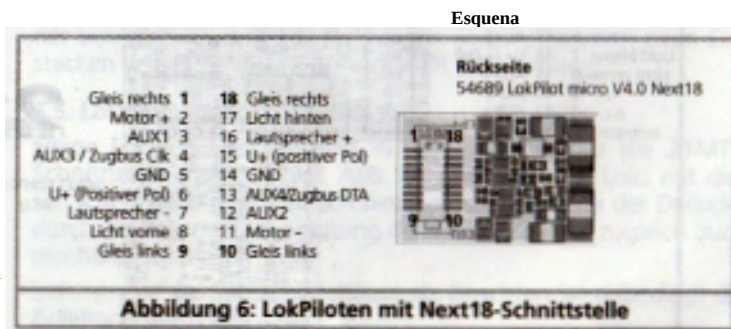 Esquena
Rückseite
54689 LokPilot micro V4.0 Next18
Gleis rechts 1 18 Gleis rechts
Motor + 2 17 Licht hinten
AUX1 3 16 Lautsprecher +
AUX3 / Zugbus Clk 4 15 U+ (positiver Pol)
GND 5 14 GND
U+ (Positiver Pol) 6 13 AUX4/Zugbus DTA
Lautsprecher - 7 12 AUX2
Licht vorne 8 11 Motor -
Gleis links 9 10 Gleis links
1 18
9 10
Abbildung 6: LokPiloten mit Next18-Schnittstelle